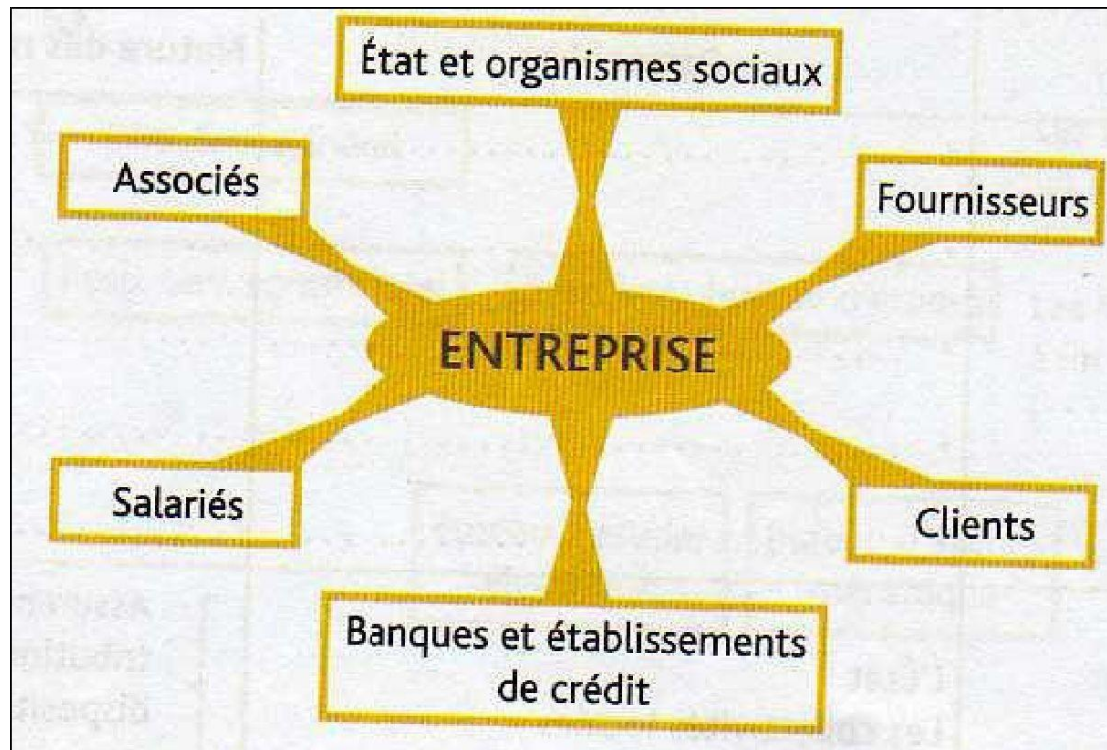 État et organismes sociaux
Associés
Fournisseurs
ENTREPRISE
Salariés
Clients
Banques et établissements
de crédit